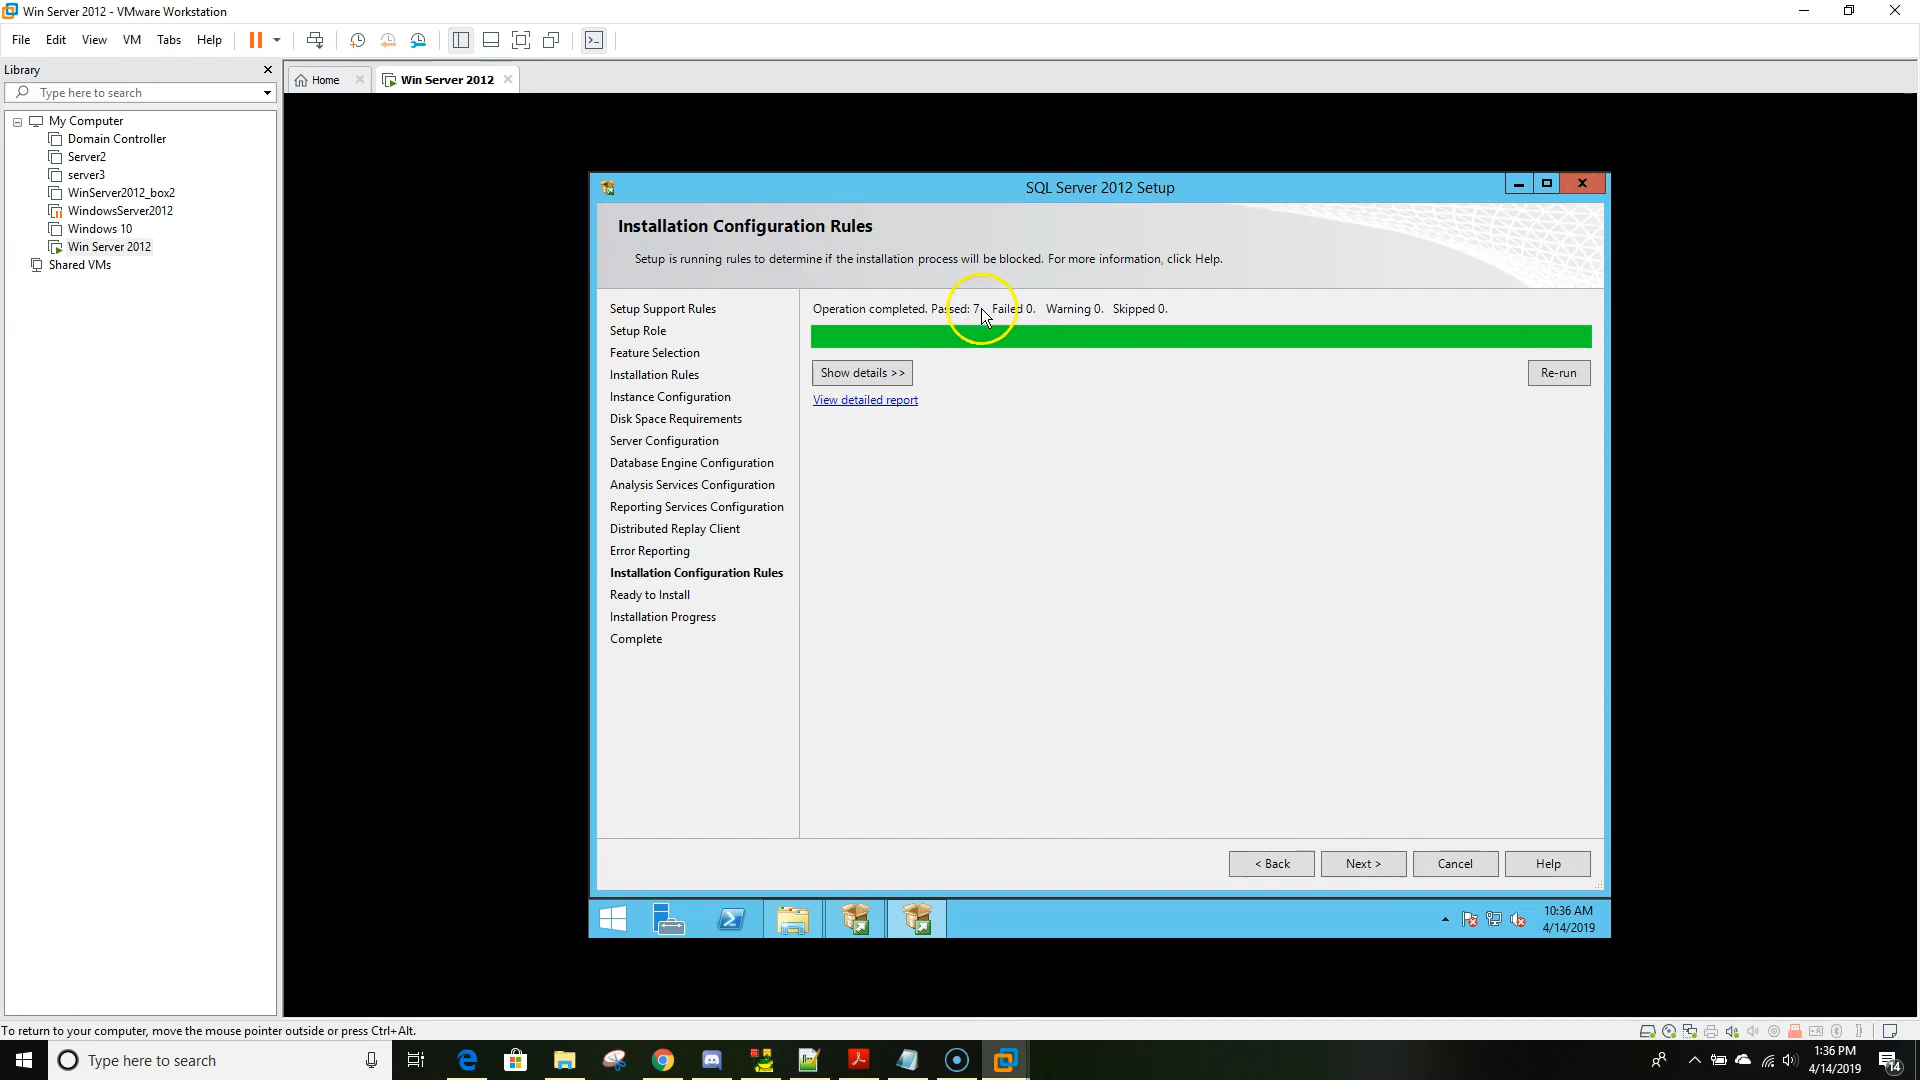 Win Server 2012 - VMware Workstation
File Edit View VM Tabs Help
Library
Type here to search
My Computer
Domain Controller
Server2
server3
WinServer2012_box2
WindowsServer2012
Windows 10
Win Server 2012
Shared VMs
Home
Win Server 2012
SQL Server 2012 Setup
Installation Configuration Rules
Setup is running rules to determine if the installation process will be blocked. For more information, click Help.
Setup Support Rules
Setup Role
Feature Selection
Installation Rules
Instance Configuration
Disk Space Requirements
Server Configuration
Database Engine Configuration
Analysis Services Configuration
Reporting Services Configuration
Distributed Replay Client
Error Reporting
Installation Configuration Rules
Ready to Install
Installation Progress
Complete
Operation completed. Passed: 7. Failed 0. Warning 0. Skipped 0.
Show details >>
Re-run
View detailed report
< Back
Next >
Cancel
Help
10:36 AM
4/14/2019
To return to your computer, move the mouse pointer outside or press Ctrl+Alt.
Type here to search
1:36 PM
4/14/2019
14